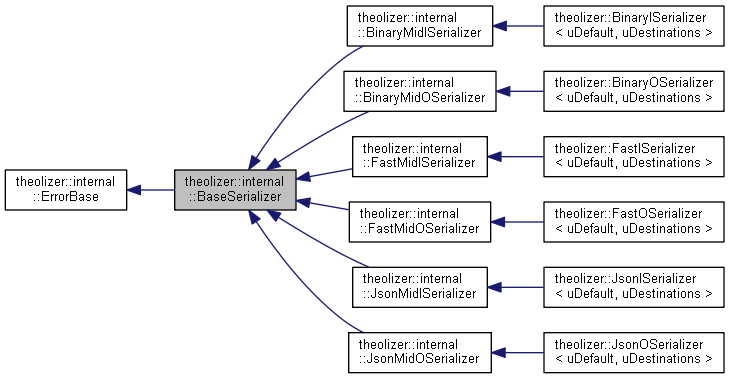 theolizer::internal
::ErrorBase
theolizer::internal
::BaseSerializer
theolizer::internal
::BinaryMidISerializer
theolizer::BinaryISerializer
< uDefault, uDestinations >
theolizer::internal
::BinaryMidOSerializer
theolizer::BinaryOSerializer
< uDefault, uDestinations >
theolizer::internal
::FastMidISerializer
theolizer::FastISerializer
< uDefault, uDestinations >
theolizer::internal
::FastMidOSerializer
theolizer::FastOSerializer
< uDefault, uDestinations >
theolizer::internal
::JsonMidISerializer
theolizer::JsonISerializer
< uDefault, uDestinations >
theolizer::internal
::JsonMidOSerializer
theolizer::JsonOSerializer
< uDefault, uDestinations >